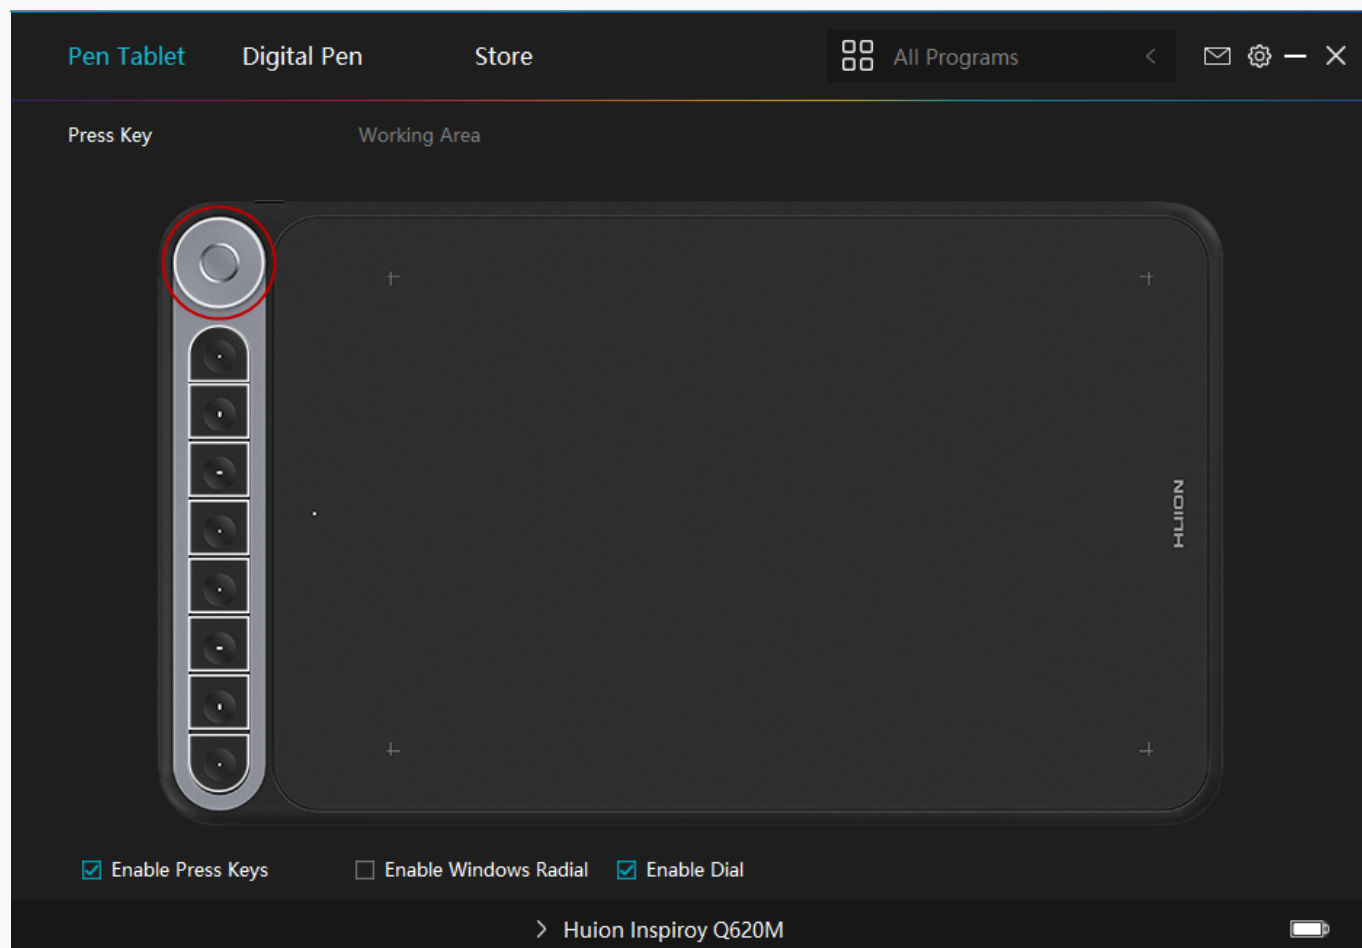 Pen Tablet Digital Pen Store All Programs
Press Key Working Area
HUION
Enable Press Keys Enable Windows Radial Enable Dial
Huion Inspiroy Q620M